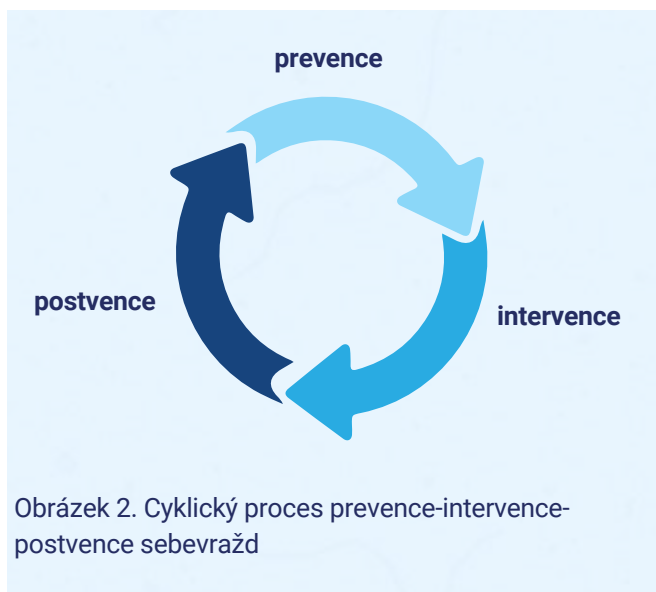 prevence
postvence
intervence
Obrázek 2. Cyklický proces prevence-intervence-
postvence sebevražd